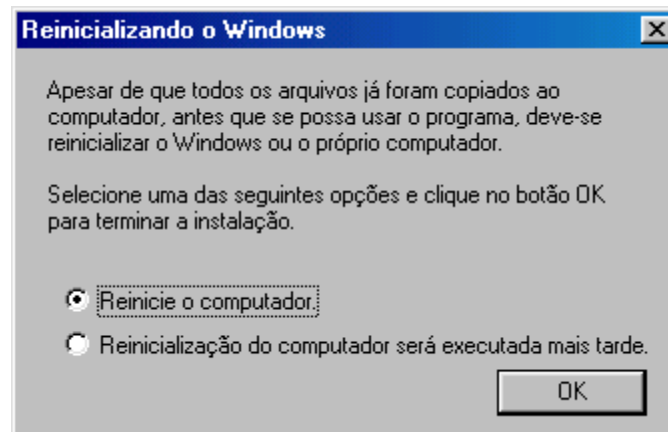 Reinicializando o Windows
Apesar de que todos os arquivos já foram copiados ao
computador, antes que se possa usar o programa, deve-se
reinicializar o Windows ou o próprio computador.
Selecione uma das seguintes opções e clique no botão OK
para terminar a instalação.
Reinicie o computador.
Reinicialização do computador será executada mais tarde.
OK